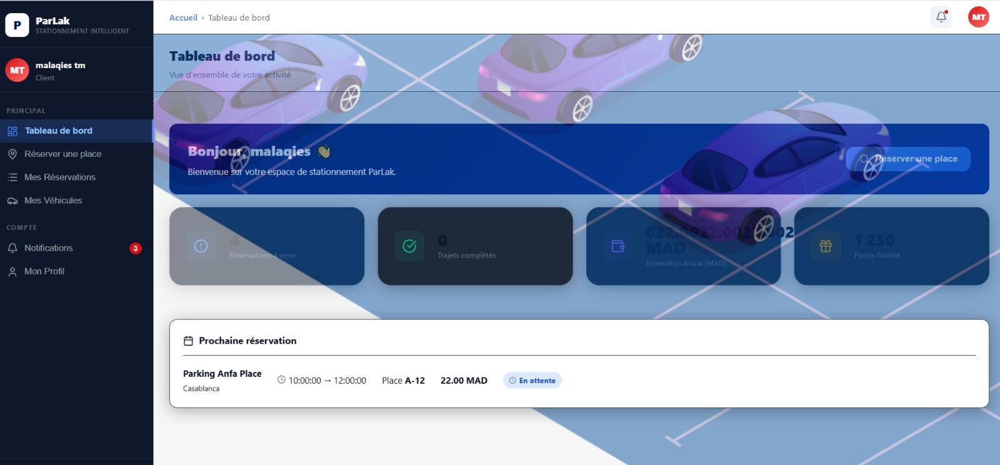 P
ParLak
STATIONNEMENT INTELLIGENT
MT
malaqies tm
Client
PRINCIPAL
Tableau de bord
Réserver une place
Mes Réservations
Mes Véhicules
COMPTE
Notifications
3
Mon Profil
Accueil › Tableau de bord
MT
Tableau de bord
Vue d'ensemble de votre activité
Bonjour, malaqies 👋
Bienvenue sur votre espace de stationnement ParLak.
Réserver une place
4
Réservations à venir
0
Trajets complétés
022.0022.0022.002
MAD
Estimation totale (MAD)
1 250
Points fidélité
Prochaine réservation
Parking Anfa Place
Casablanca
10:00:00 → 12:00:00
Place A-12
22.00 MAD
En attente